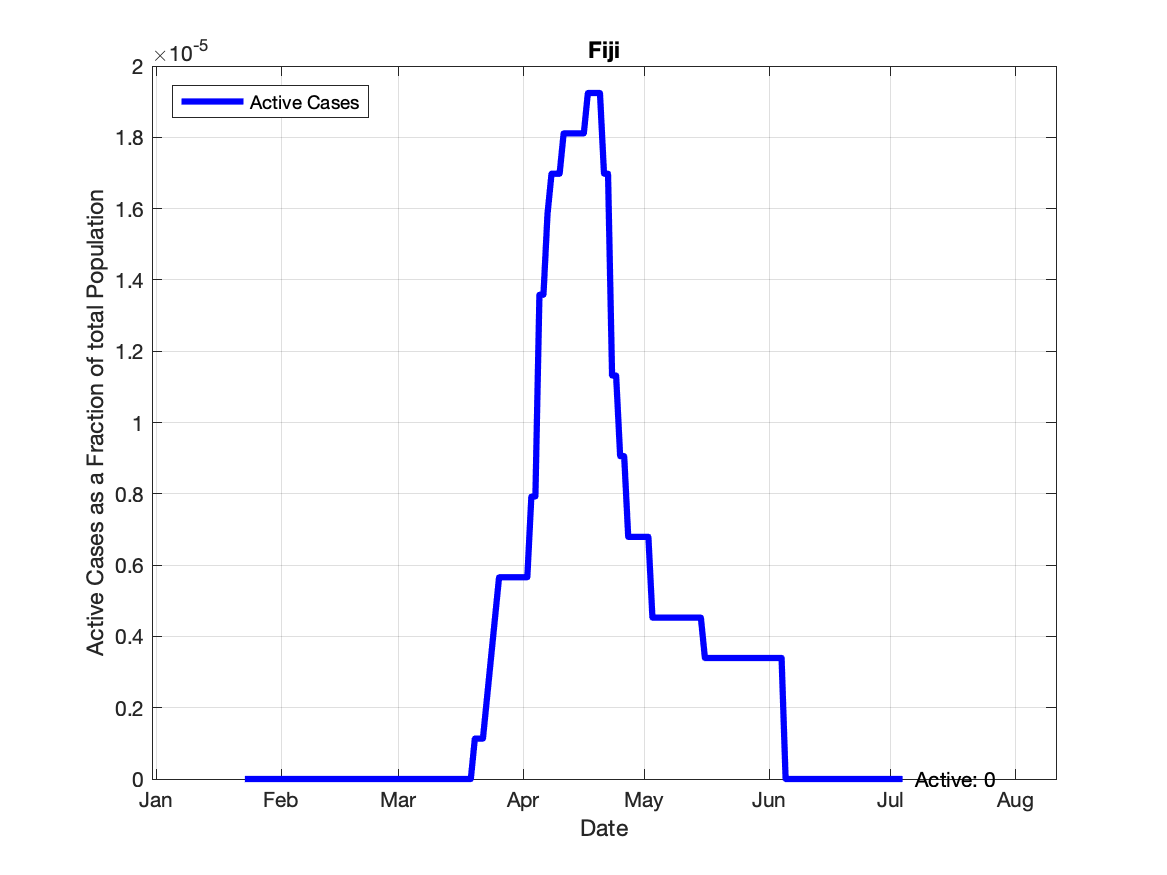 Fiji
×10-5
Active Cases
2
1.8
1.6
1.4
1.2
1
0.8
0.6
0.4
0.2
0
Active Cases as a Fraction of total Population
Active: 0
Jan Feb Mar Apr May Jun Jul Aug
Date